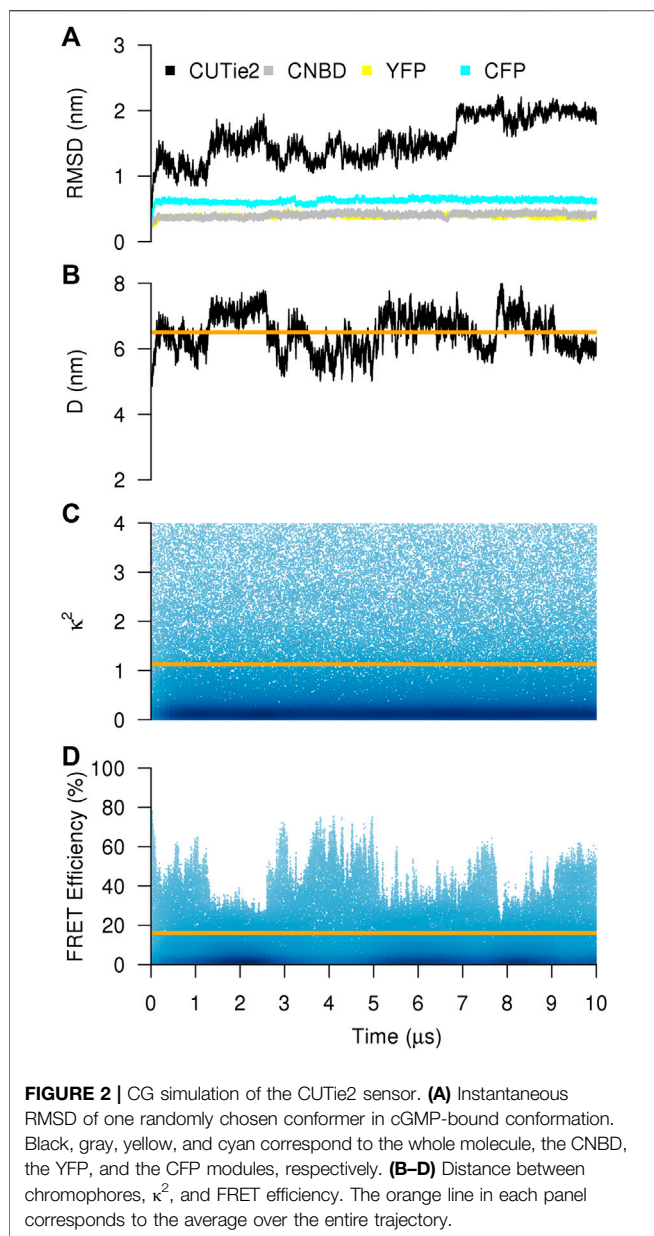 A
3
2
1
0
RMSD (nm)
CUTie2 CNBD YFP CFP
B
8
6
4
2
D (nm)
C
4
3
2
1
0
κ²
D
100
80
60
40
20
0
FRET Efficiency (%)
0 1 2 3 4 5 6 7 8 9 10
Time (μs)
FIGURE 2 | CG simulation of the CUTie2 sensor. (A) Instantaneous
RMSD of one randomly chosen conformer in cGMP-bound conformation.
Black, gray, yellow, and cyan correspond to the whole molecule, the CNBD,
the YFP, and the CFP modules, respectively. (B–D) Distance between
chromophores, κ², and FRET efficiency. The orange line in each panel
corresponds to the average over the entire trajectory.